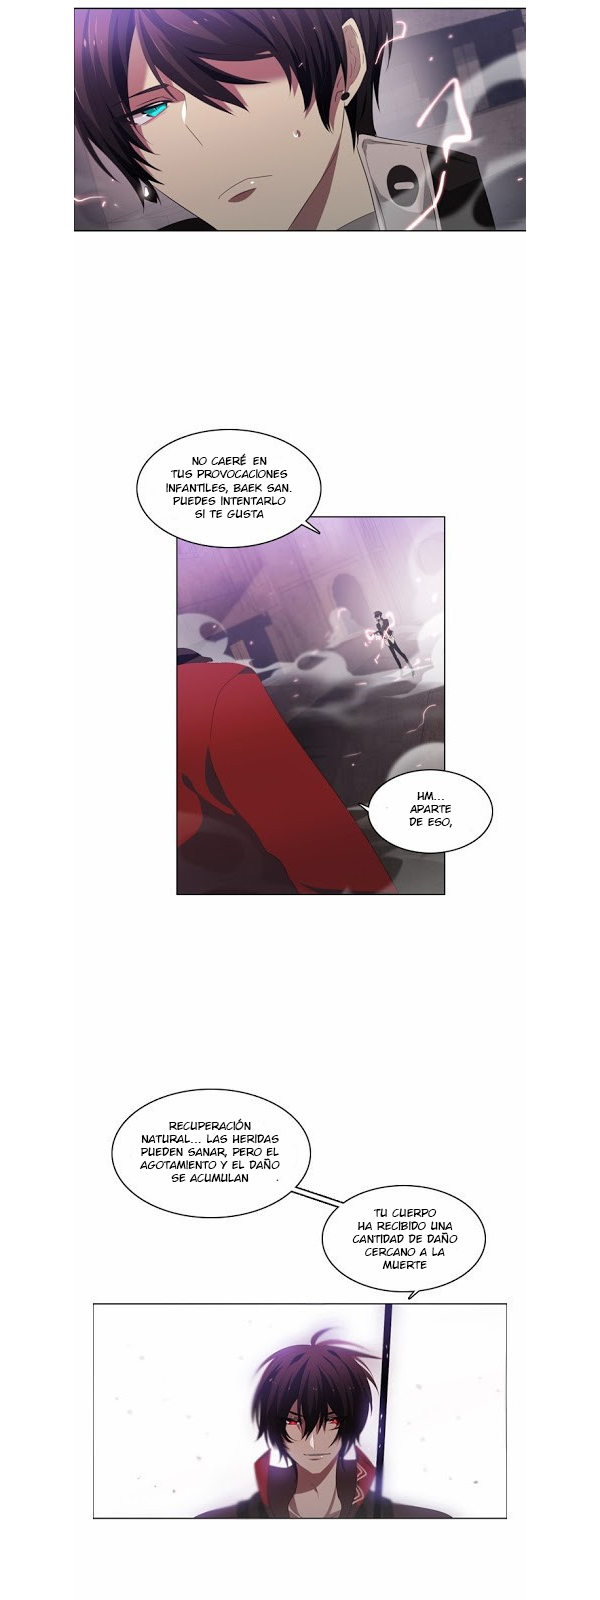 NO CAERÉ EN
TUS PROVOCACIONES
INFANTILES, BAEK SAN.
PUEDES INTENTARLO
SI TE GUSTA
HM...
APARTE
DE ESO,
RECUPERACIÓN
NATURAL... LAS HERIDAS
PUEDEN SANAR, PERO EL
AGOTAMIENTO Y EL DAÑO
SE ACUMULAN .
TU CUERPO
HA RECIBIDO UNA
CANTIDAD DE DAÑO
CERCANO A LA
MUERTE